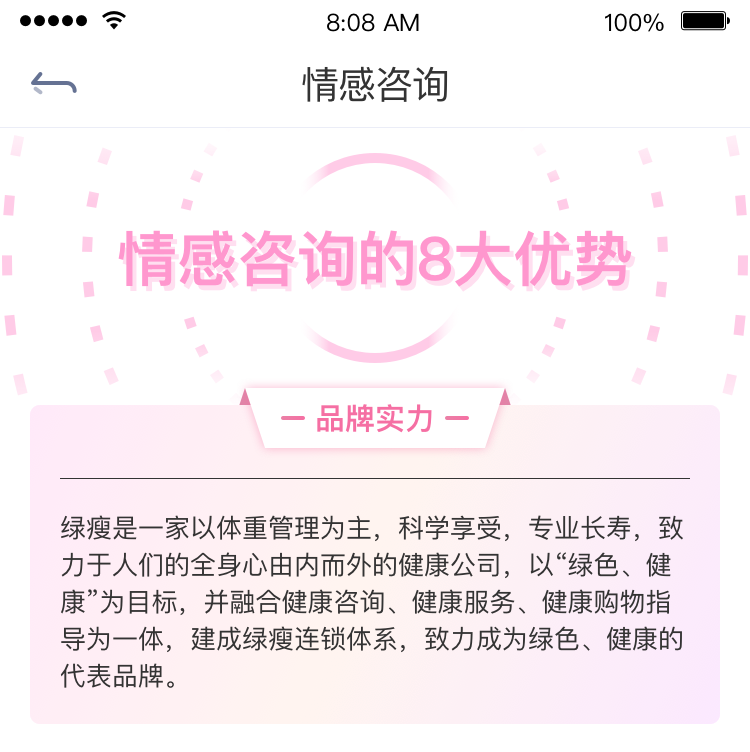 8:08 AM 100%
情感咨询
情感咨询的8大优势
品牌实力
绿瘦是一家以体重管理为主，科学享受，专业长寿，致
力于人们的全身心由内而外的健康公司，以“绿色、健
康”为目标，并融合健康咨询、健康服务、健康购物指
导为一体，建成绿瘦连锁体系，致力成为绿色、健康的
代表品牌。